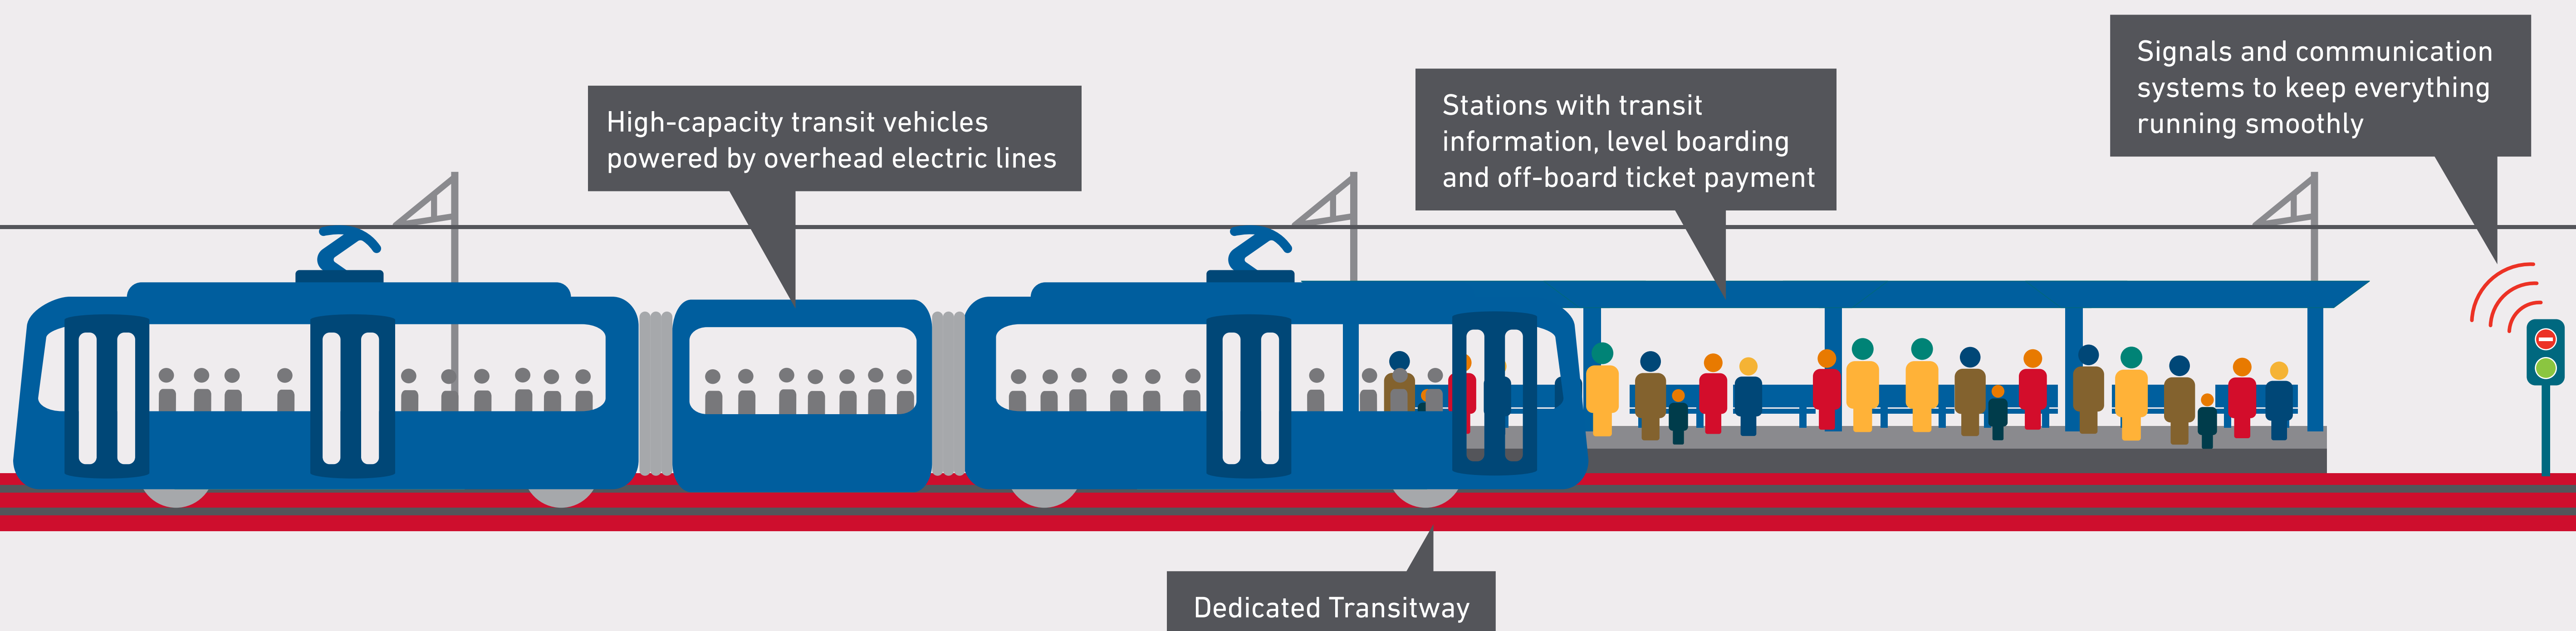 High-capacity transit vehicles
powered by overhead electric lines
Stations with transit
information, level boarding
and off-board ticket payment
Signals and communication
systems to keep everything
running smoothly
Dedicated Transitway